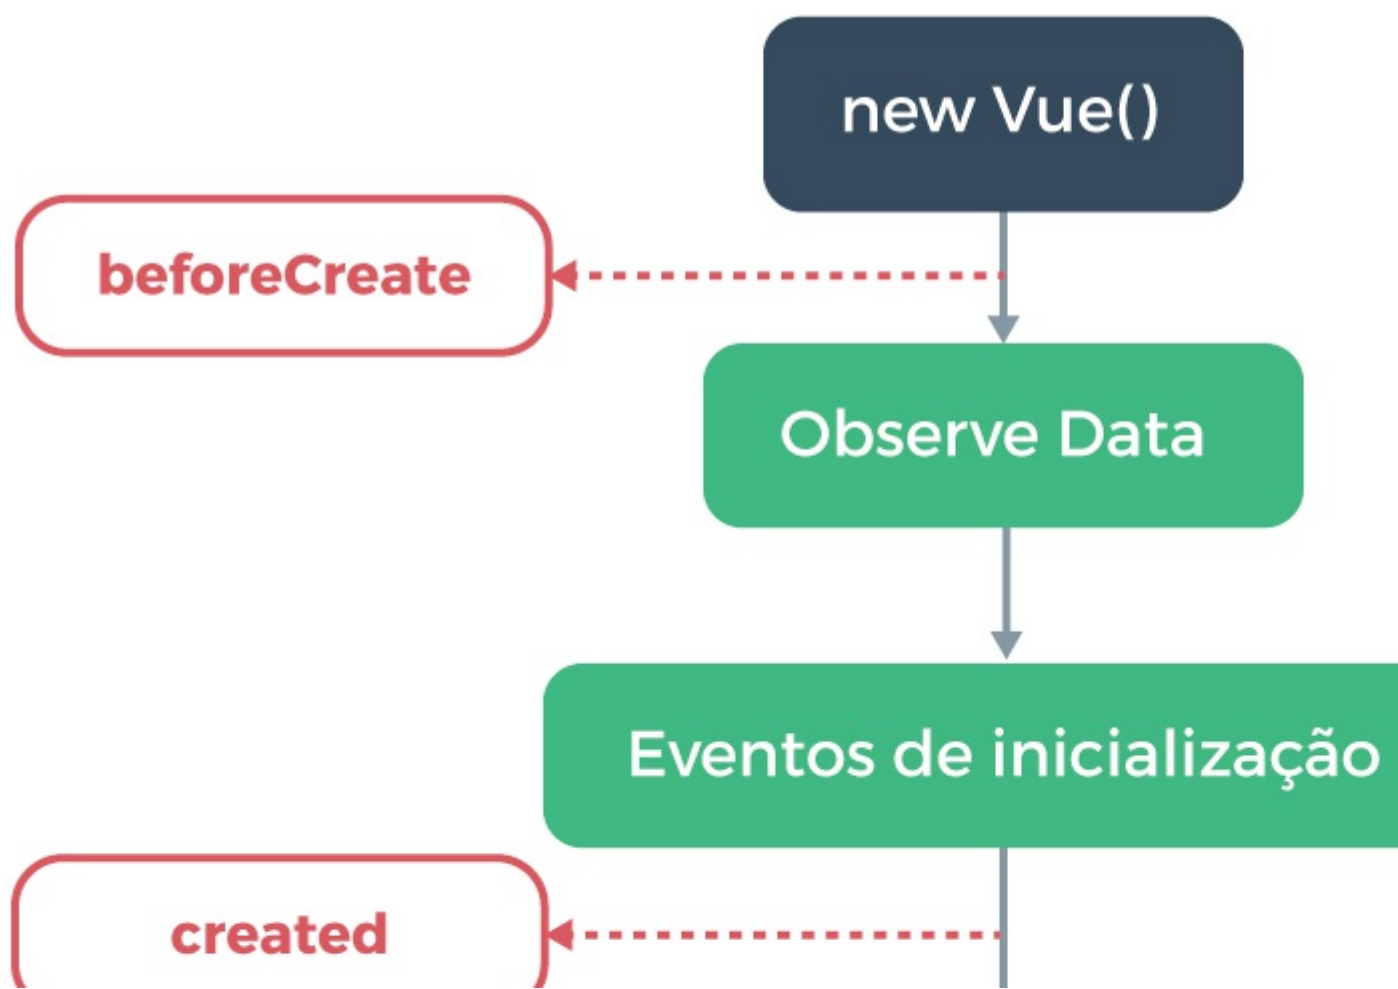 new Vue()
beforeCreate
Observe Data
Eventos de inicialização
created